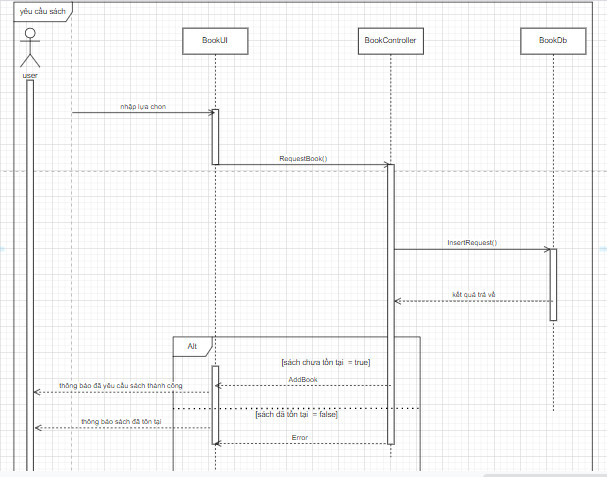 yêu cầu sách
BookUI
BookController
BookDb
user
nhập lựa chon
RequestBook()
InsertRequest()
kết quả trả về
Alt
[sách chưa tồn tại = true]
AddBook
thông báo đã yêu cầu sách thành công
[sách đã tồn tại = false]
thông báo sách đã tồn tại
Error